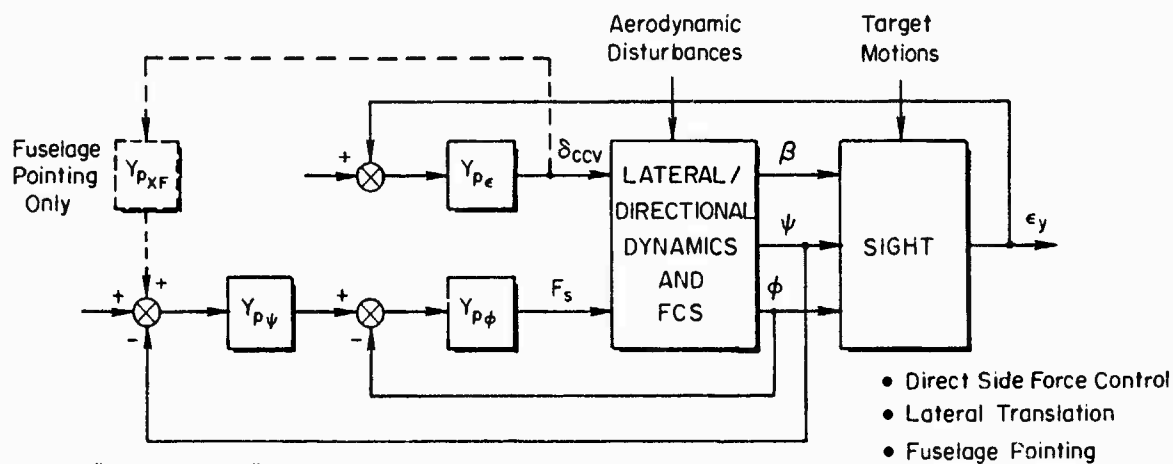 Aerodynamic
Disturbances
Target
Motions
Fuselage
Pointing
Only
Y_{p_{XF}}
+
Y_{p_ε}
δ_{CCV}
LATERAL/
DIRECTIONAL
DYNAMICS
AND
FCS
β
ψ
ϕ
SIGHT
ε_y
+ +
-
Y_{p_ψ}
+
-
Y_{p_ϕ}
F_s
• Direct Side Force Control
• Lateral Translation
• Fuselage Pointing